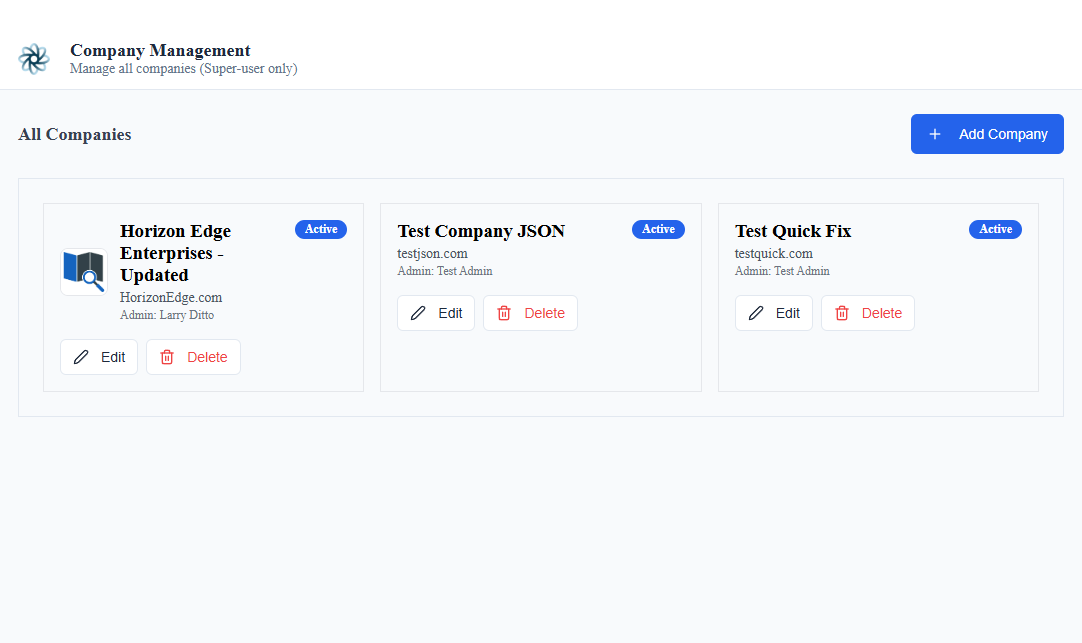 Company Management
Manage all companies (Super-user only)
All Companies
Add Company
Horizon Edge
Enterprises -
Updated
Active
HorizonEdge.com
Admin: Larry Ditto
Edit
Delete
Test Company JSON
Active
testjson.com
Admin: Test Admin
Edit
Delete
Test Quick Fix
Active
testquick.com
Admin: Test Admin
Edit
Delete